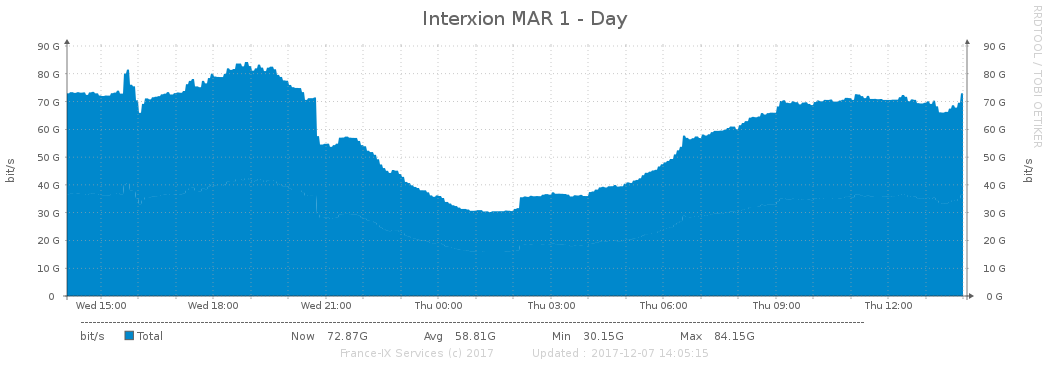 Interxion MAR 1 - Day
RRDTOOL / TOBI OETIKER
90 G 90 G
80 G 80 G
70 G 70 G
60 G 60 G
50 G 50 G
40 G 40 G
30 G 30 G
20 G 20 G
10 G 10 G
0 0 G
bit/s
bit/s
Wed 15:00 Wed 18:00 Wed 21:00 Thu 00:00 Thu 03:00 Thu 06:00 Thu 09:00 Thu 12:00
bit/s Total Now 72.87G Avg 58.81G Min 30.15G Max 84.15G
France-IX Services (c) 2017 Updated : 2017-12-07 14:05:15